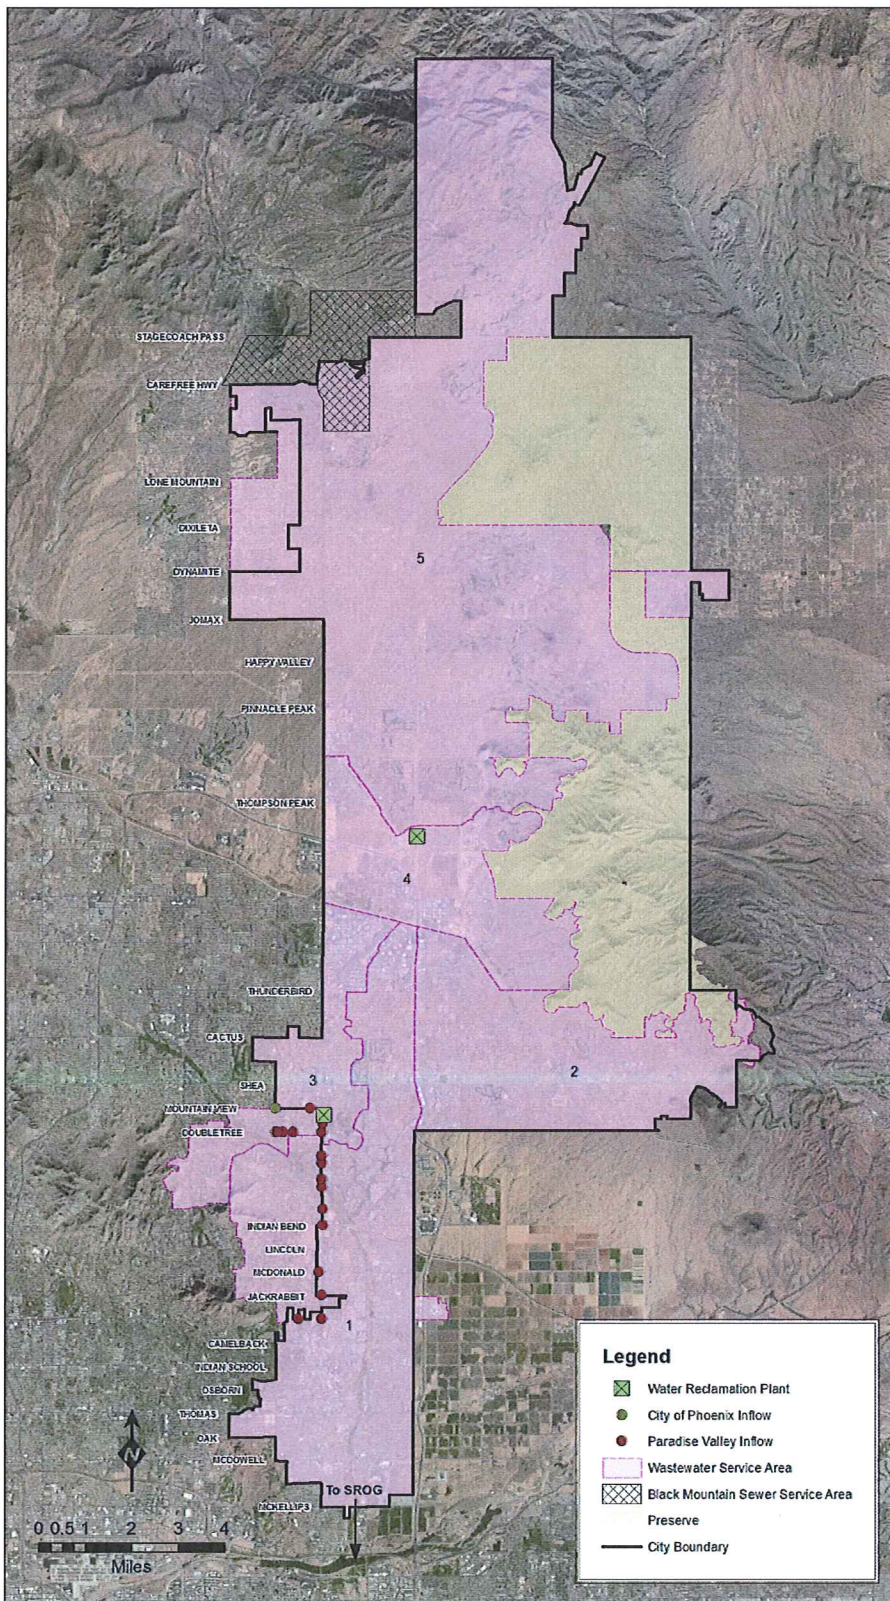 STAGECOACH PASS
CAREFREE HWY
LONE MOUNTAIN
DIXILETA
5
DYNAMITE
JOMAX
HAPPY VALLEY
PINNACLE PEAK
THOMPSON PEAK
4
THUNDERBIRD
CACTUS
3
2
SHEA
MOUNTAIN VIEW
DOUBLETREE
INDIAN BEND
LINCOLN
MCDONALD
JACKRABBIT
1
CAMELBACK
INDIAN SCHOOL
OSBORN
THOMAS
OAK
MCDOWELL
N
To SROG
MCKELLIPS
0 0.5 1 2 3 4
Miles
Legend
Water Reclamation Plant
City of Phoenix Inflow
Paradise Valley Inflow
Wastewater Service Area
Black Mountain Sewer Service Area
Preserve
City Boundary